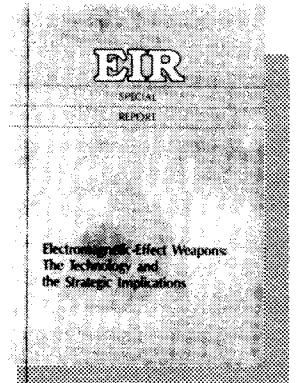 EIR
SPECIAL
REPORT
Electromagnetic-Effect Weapons:
The Technology and
the Strategic Implications